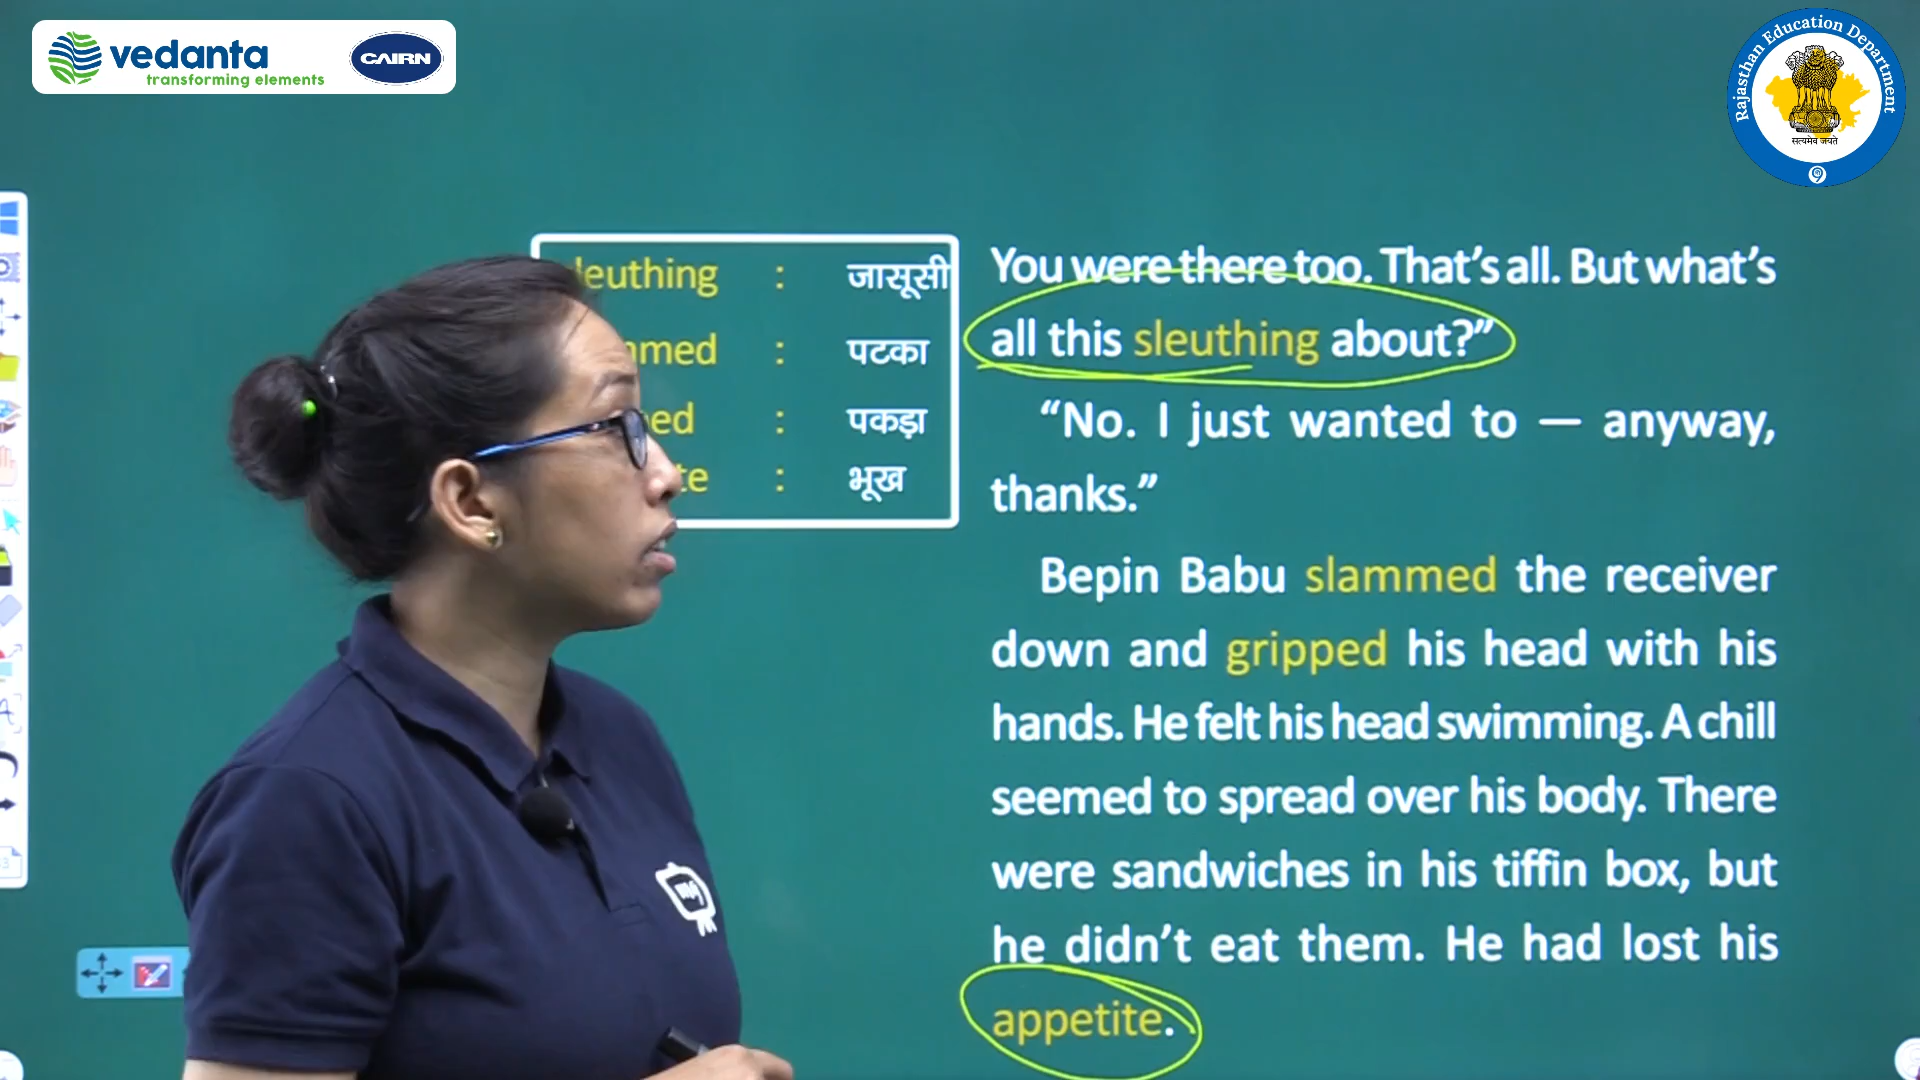 vedanta
transforming elements
CAIRN
Rajasthan Education Department
सत्यमेव जयते
leuthing : जासूसी
mmed : पटका
ed : पकड़ा
te : भूख
You were there too. That’s all. But what’s
all this sleuthing about?”
“No. I just wanted to — anyway,
thanks.”
Bepin Babu slammed the receiver
down and gripped his head with his
hands. He felt his head swimming. A chill
seemed to spread over his body. There
were sandwiches in his tiffin box, but
he didn’t eat them. He had lost his
appetite.